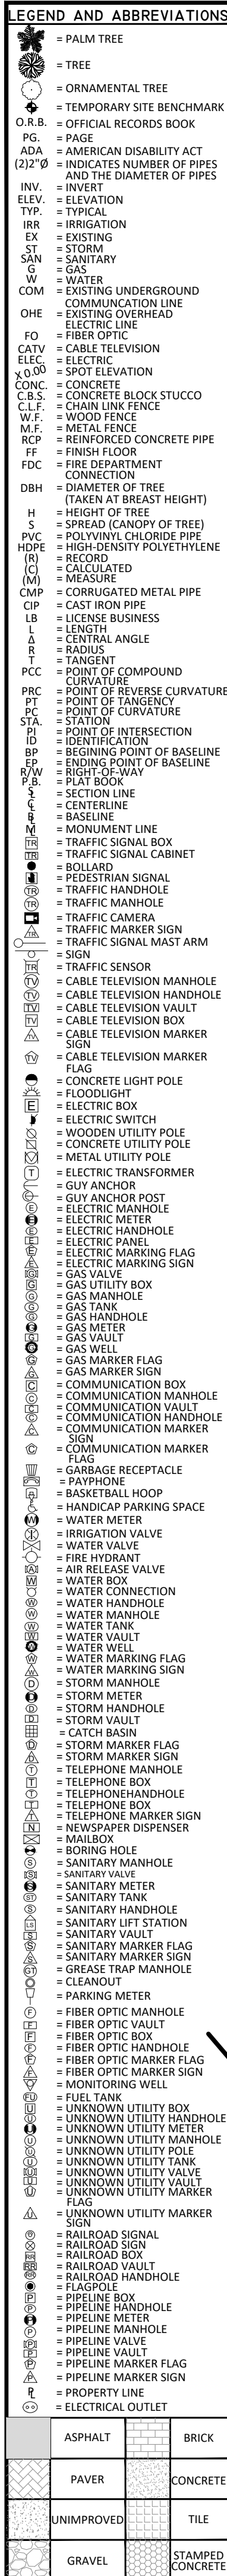 LEGEND AND ABBREVIATIONS
= PALM TREE
= TREE
= ORNAMENTAL TREE
= TEMPORARY SITE BENCHMARK
O.R.B. = OFFICIAL RECORDS BOOK
PG. = PAGE
ADA = AMERICAN DISABILITY ACT
(2)2"Ø = INDICATES NUMBER OF PIPES
AND THE DIAMETER OF PIPES
INV. = INVERT
ELEV. = ELEVATION
TYP. = TYPICAL
IRR = IRRIGATION
EX = EXISTING
ST = STORM
SAN = SANITARY
G = GAS
W = WATER
COM = EXISTING UNDERGROUND
COMMUNCATION LINE
OHE = EXISTING OVERHEAD
ELECTRIC LINE
FO = FIBER OPTIC
CATV = CABLE TELEVISION
ELEC. = ELECTRIC
X 0.00 = SPOT ELEVATION
CONC. = CONCRETE
C.B.S. = CONCRETE BLOCK STUCCO
C.L.F. = CHAIN LINK FENCE
W.F. = WOOD FENCE
M.F. = METAL FENCE
RCP = REINFORCED CONCRETE PIPE
FF = FINISH FLOOR
FDC = FIRE DEPARTMENT
CONNECTION
DBH = DIAMETER OF TREE
(TAKEN AT BREAST HEIGHT)
H = HEIGHT OF TREE
S = SPREAD (CANOPY OF TREE)
PVC = POLYVINYL CHLORIDE PIPE
HDPE = HIGH-DENSITY POLYETHYLENE
(R) = RECORD
(C) = CALCULATED
(M) = MEASURE
CMP = CORRUGATED METAL PIPE
CIP = CAST IRON PIPE
LB = LICENSE BUSINESS
L = LENGTH
Δ = CENTRAL ANGLE
R = RADIUS
T = TANGENT
PCC = POINT OF COMPOUND
CURVATURE
PRC = POINT OF REVERSE CURVATURE
PT = POINT OF TANGENCY
PC = POINT OF CURVATURE
STA. = STATION
PI = POINT OF INTERSECTION
ID = IDENTIFICATION
BP = BEGINING POINT OF BASELINE
EP = ENDING POINT OF BASELINE
R/W = RIGHT-OF-WAY
P.B. = PLAT BOOK
SL = SECTION LINE
CL = CENTERLINE
BL = BASELINE
ML = MONUMENT LINE
TR = TRAFFIC SIGNAL BOX
TR = TRAFFIC SIGNAL CABINET
= BOLLARD
= PEDESTRIAN SIGNAL
TR = TRAFFIC HANDHOLE
TR = TRAFFIC MANHOLE
= TRAFFIC CAMERA
TR = TRAFFIC MARKER SIGN
= TRAFFIC SIGNAL MAST ARM
= SIGN
TR = TRAFFIC SENSOR
TV = CABLE TELEVISION MANHOLE
TV = CABLE TELEVISION HANDHOLE
TV = CABLE TELEVISION VAULT
TV = CABLE TELEVISION BOX
TV = CABLE TELEVISION MARKER
SIGN
TV = CABLE TELEVISION MARKER
FLAG
= CONCRETE LIGHT POLE
= FLOODLIGHT
E = ELECTRIC BOX
= ELECTRIC SWITCH
= WOODEN UTILITY POLE
= CONCRETE UTILITY POLE
= METAL UTILITY POLE
T = ELECTRIC TRANSFORMER
= GUY ANCHOR
= GUY ANCHOR POST
E = ELECTRIC MANHOLE
E = ELECTRIC METER
E = ELECTRIC HANDHOLE
E = ELECTRIC PANEL
E = ELECTRIC MARKING FLAG
E = ELECTRIC MARKING SIGN
G = GAS VALVE
G = GAS UTILITY BOX
G = GAS MANHOLE
G = GAS TANK
G = GAS HANDHOLE
G = GAS METER
G = GAS VAULT
G = GAS WELL
G = GAS MARKER FLAG
G = GAS MARKER SIGN
C = COMMUNICATION BOX
C = COMMUNICATION MANHOLE
C = COMMUNICATION VAULT
C = COMMUNICATION HANDHOLE
C = COMMUNICATION MARKER
SIGN
C = COMMUNICATION MARKER
FLAG
= GARBAGE RECEPTACLE
= PAYPHONE
= BASKETBALL HOOP
= HANDICAP PARKING SPACE
W = WATER METER
= IRRIGATION VALVE
= WATER VALVE
= FIRE HYDRANT
A = AIR RELEASE VALVE
W = WATER BOX
= WATER CONNECTION
W = WATER HANDHOLE
W = WATER MANHOLE
W = WATER TANK
W = WATER VAULT
W = WATER WELL
W = WATER MARKING FLAG
W = WATER MARKING SIGN
D = STORM MANHOLE
D = STORM METER
D = STORM HANDHOLE
D = STORM VAULT
= CATCH BASIN
D = STORM MARKER FLAG
D = STORM MARKER SIGN
T = TELEPHONE MANHOLE
T = TELEPHONE BOX
T = TELEPHONEHANDHOLE
T = TELEPHONE BOX
T = TELEPHONE MARKER SIGN
N = NEWSPAPER DISPENSER
= MAILBOX
= BORING HOLE
S = SANITARY MANHOLE
S = SANITARY VALVE
S = SANITARY METER
ST = SANITARY TANK
S = SANITARY HANDHOLE
LS = SANITARY LIFT STATION
S = SANITARY VAULT
S = SANITARY MARKER FLAG
S = SANITARY MARKER SIGN
GT = GREASE TRAP MANHOLE
= CLEANOUT
= PARKING METER
F = FIBER OPTIC MANHOLE
F = FIBER OPTIC VAULT
F = FIBER OPTIC BOX
F = FIBER OPTIC HANDHOLE
F = FIBER OPTIC MARKER FLAG
F = FIBER OPTIC MARKER SIGN
= MONITORING WELL
FU = FUEL TANK
U = UNKNOWN UTILITY BOX
U = UNKNOWN UTILITY HANDHOLE
U = UNKNOWN UTILITY METER
U = UNKNOWN UTILITY MANHOLE
U = UNKNOWN UTILITY POLE
U = UNKNOWN UTILITY TANK
U = UNKNOWN UTILITY VALVE
U = UNKNOWN UTILITY VAULT
U = UNKNOWN UTILITY MARKER
FLAG
U = UNKNOWN UTILITY MARKER
SIGN
= RAILROAD SIGNAL
= RAILROAD SIGN
RR = RAILROAD BOX
RR = RAILROAD VAULT
RR = RAILROAD HANDHOLE
= FLAGPOLE
P = PIPELINE BOX
P = PIPELINE HANDHOLE
P = PIPELINE METER
P = PIPELINE MANHOLE
P = PIPELINE VALVE
P = PIPELINE VAULT
P = PIPELINE MARKER FLAG
P = PIPELINE MARKER SIGN
PL = PROPERTY LINE
= ELECTRICAL OUTLET
ASPHALT BRICK
PAVER CONCRETE
UNIMPROVED TILE
GRAVEL STAMPED
CONCRETE